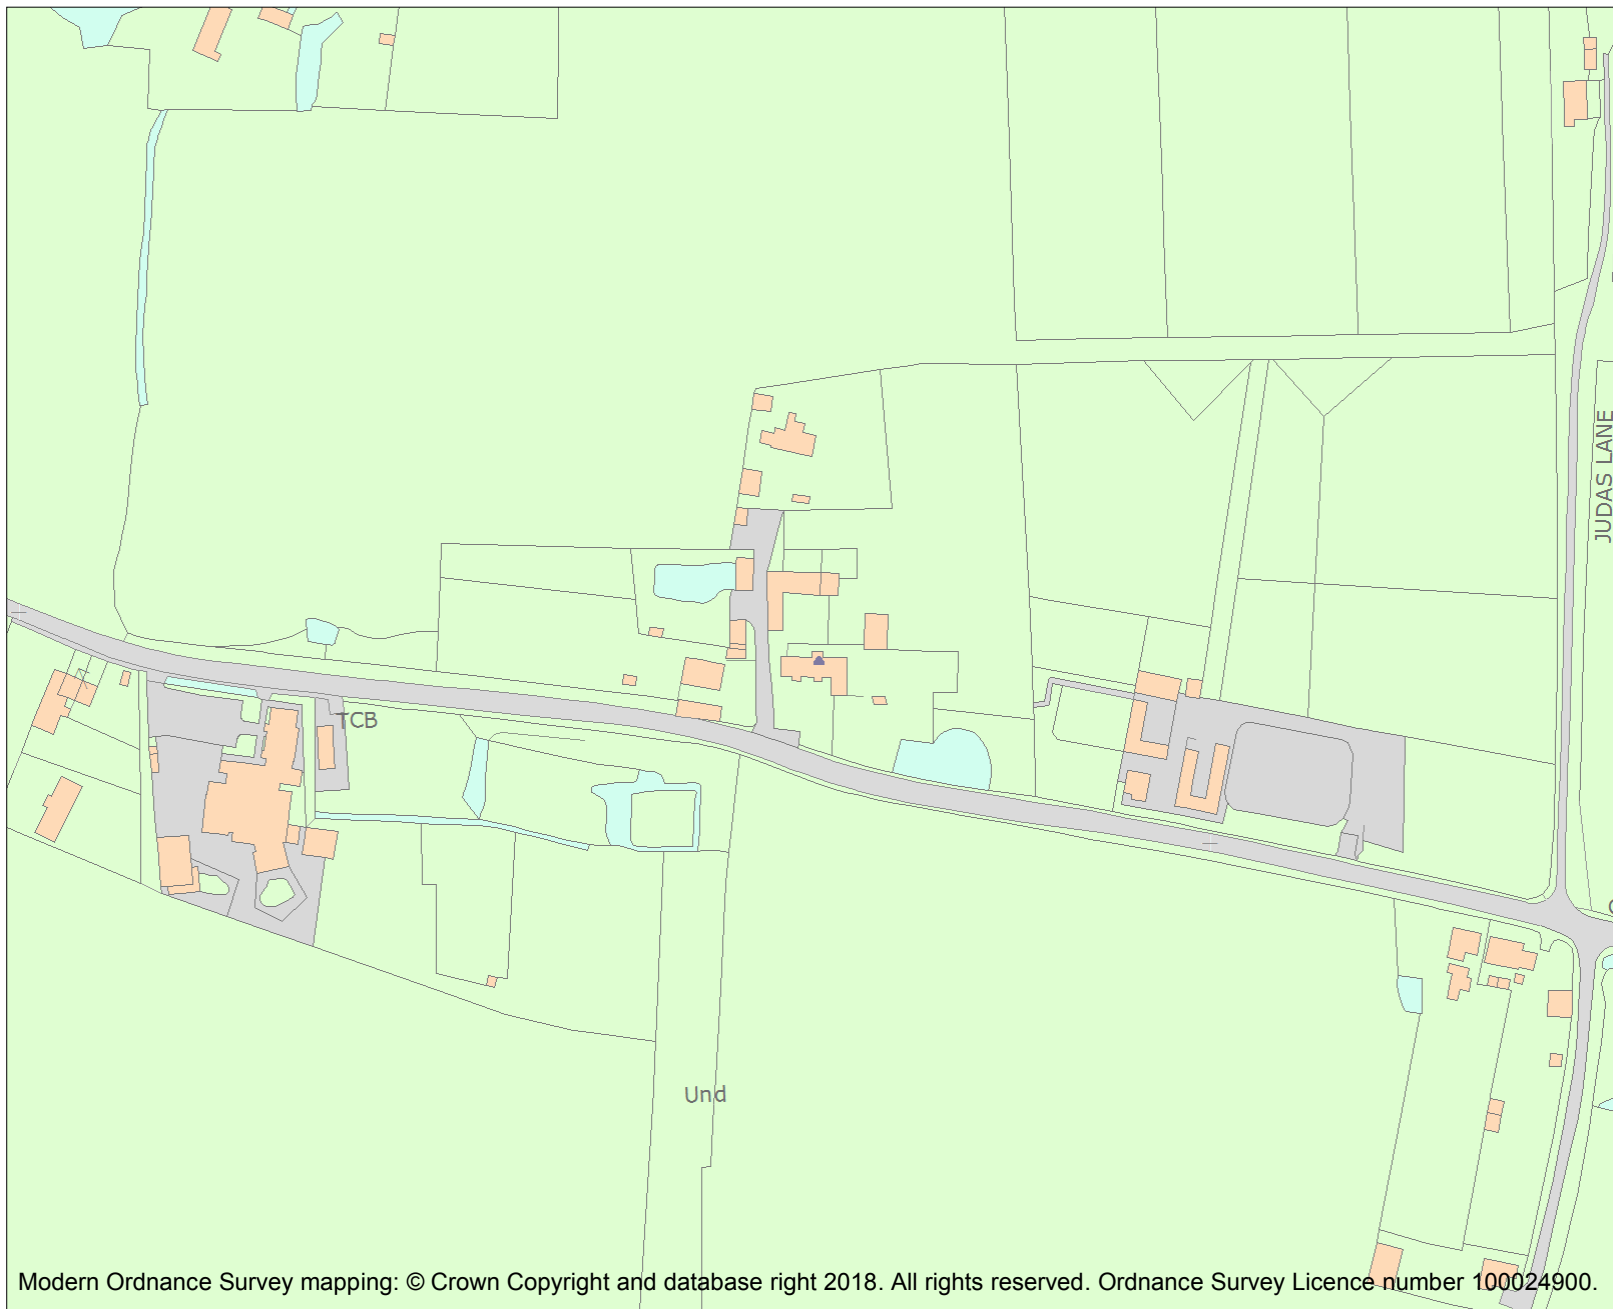 JUDAS LANE
TCB
Und
Modern Ordnance Survey mapping: © Crown Copyright and database right 2018. All rights reserved. Ordnance Survey Licence number 100024900.